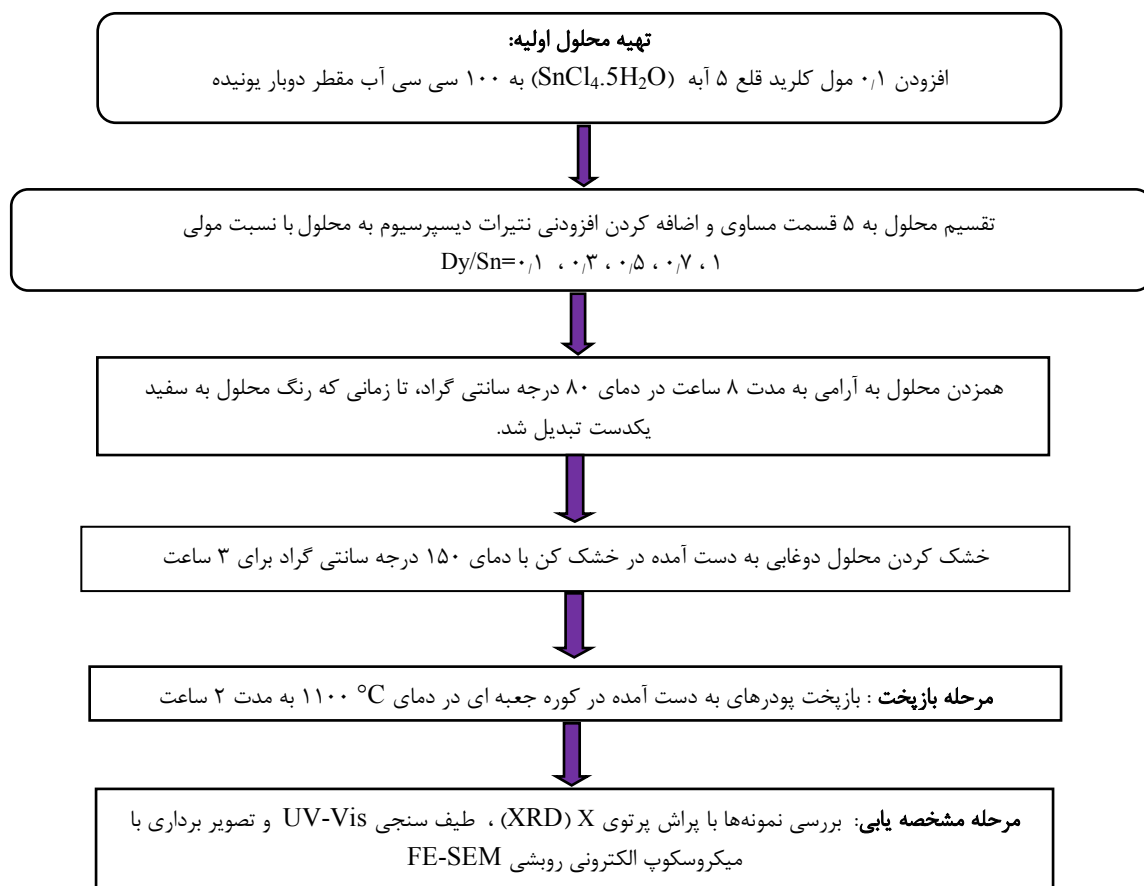 تهیه محلول اولیه:
افزودن ۰٫۱ مول کلرید قلع ۵ آبه (SnCl₄.5H₂O) به ۱۰۰ سی سی آب مقطر دوبار یونیده
تقسیم محلول به ۵ قسمت مساوی و اضافه کردن افزودنی نتیرات دیسپرسیوم به محلول با نسبت مولی
Dy/Sn=۰٫۱ ، ۰٫۳ ، ۰٫۵ ، ۰٫۷ ، ۱
همزدن محلول به آرامی به مدت ۸ ساعت در دمای ۸۰ درجه سانتی گراد، تا زمانی که رنگ محلول به سفید
یکدست تبدیل شد.
خشک کردن محلول دوغابی به دست آمده در خشک کن با دمای ۱۵۰ درجه سانتی گراد برای ۳ ساعت
مرحله بازپخت : بازپخت پودرهای به دست آمده در کوره جعبه ای در دمای ۱۱۰۰ °C به مدت ۲ ساعت
مرحله مشخصه یابی: بررسی نمونه‌ها با پراش پرتوی X (XRD) ، طیف سنجی UV-Vis و تصویر برداری با
میکروسکوپ الکترونی روبشی FE-SEM